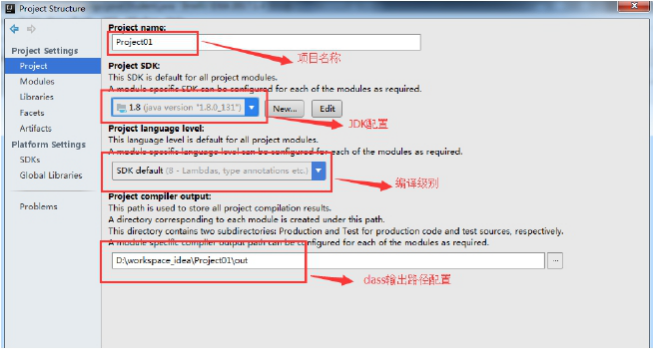 Project Structure
Project name:
Project01
项目名称
Project Settings
Project
Modules
Libraries
Facets
Artifacts
Platform Settings
SDKs
Global Libraries
Problems
Project SDK:
This SDK is default for all project modules.
A module specific SDK can be configured for each of the modules as required.
1.8 (java version "1.8.0_131")
New...
Edit
JDK配置
Project language level:
This language level is default for all project modules.
A module specific language level can be configured for each of the modules as required.
SDK default (8 - Lambdas, type annotations etc.)
编译级别
Project compiler output:
This path is used to store all project compilation results.
A directory corresponding to each module is created under this path.
This directory contains two subdirectories: Production and Test for production code and test sources, respectively.
A module specific compiler output path can be configured for each of the modules as required.
D:\workspace_idea\Project01\out
...
class输出路径配置